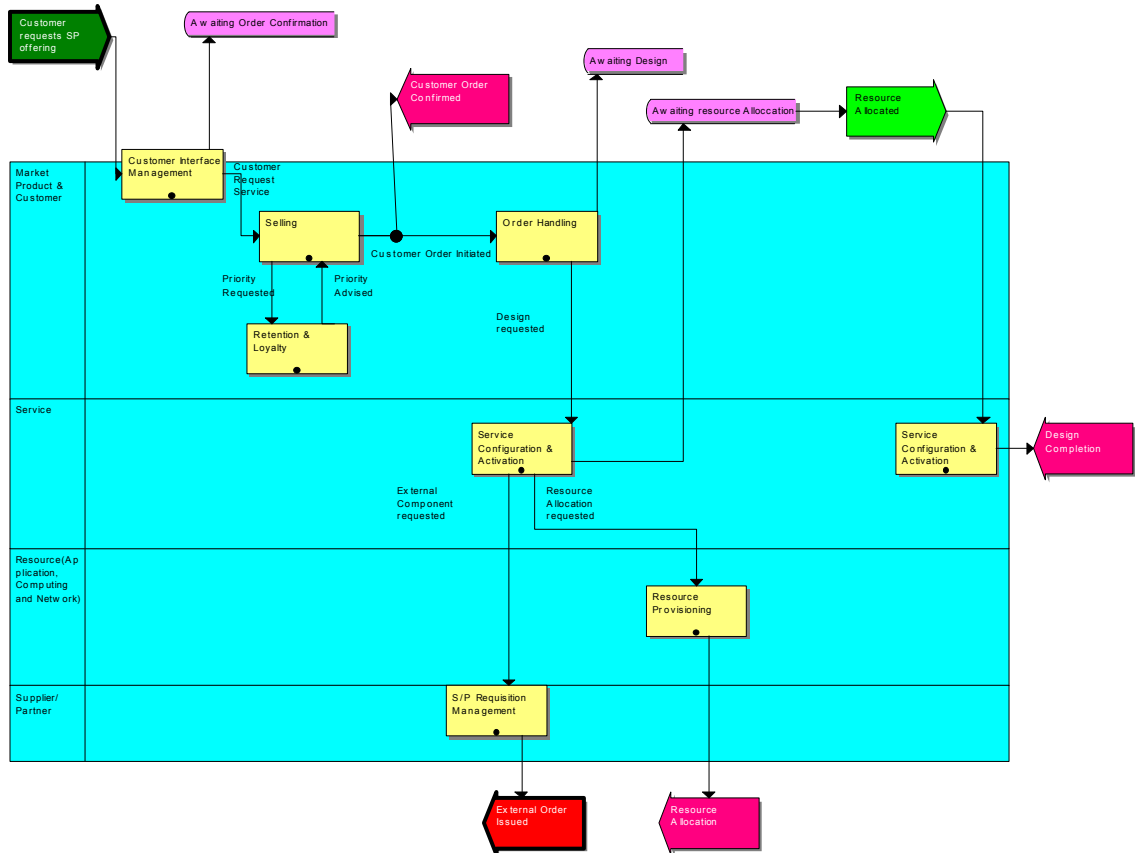 Customer
requests SP
offering
Awaiting Order Confirmation
Customer Order
Confirmed
Awaiting Design
Awaiting resource Alloccation
Resource
Allocated
Market
Product &
Customer
Customer Interface
Management
Customer
Request
Service
Selling
Customer Order Initiated
Order Handling
Priority
Requested
Priority
Advised
Retention &
Loyalty
Design
requested
Service
Service
Configuration &
Activation
Service
Configuration &
Activation
Design
Completion
External
Component
requested
Resource
Allocation
requested
Resource(Ap
plication,
Computing
and Network)
Resource
Provisioning
Supplier/
Partner
S/P Requisition
Management
External Order
Issued
Resource
Allocation